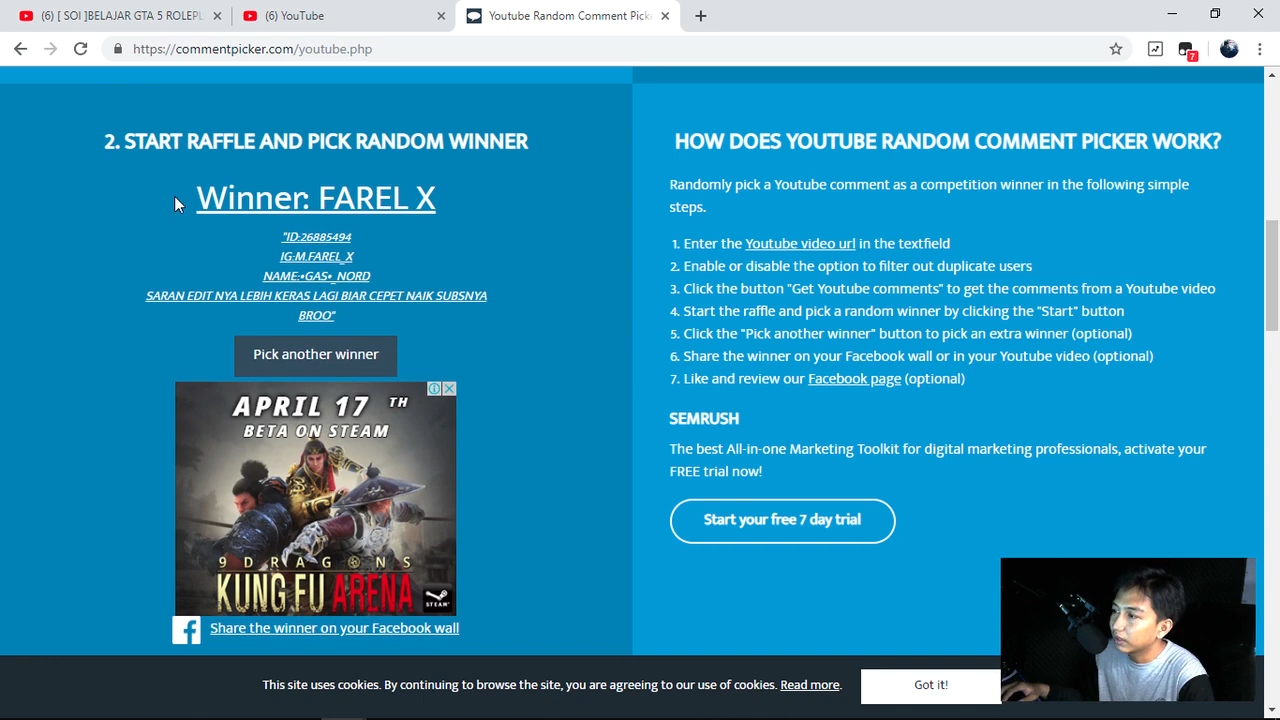 (6) [ SOI ]BELAJAR GTA 5 ROLEPL
(6) YouTube
Youtube Random Comment Picke
https://commentpicker.com/youtube.php
7
2. START RAFFLE AND PICK RANDOM WINNER
Winner: FAREL X
"ID:26885494
IG:M.FAREL_X
NAME:•GAS•_NORD
SARAN EDIT NYA LEBIH KERAS LAGI BIAR CEPET NAIK SUBSNYA
BROO"
Pick another winner
APRIL 17 TH
BETA ON STEAM
9DRAGONS
KUNG FU ARENA
STEAM
Share the winner on your Facebook wall
HOW DOES YOUTUBE RANDOM COMMENT PICKER WORK?
Randomly pick a Youtube comment as a competition winner in the following simple
steps.
1. Enter the Youtube video url in the textfield
2. Enable or disable the option to filter out duplicate users
3. Click the button "Get Youtube comments" to get the comments from a Youtube video
4. Start the raffle and pick a random winner by clicking the "Start" button
5. Click the "Pick another winner" button to pick an extra winner (optional)
6. Share the winner on your Facebook wall or in your Youtube video (optional)
7. Like and review our Facebook page (optional)
SEMRUSH
The best All-in-one Marketing Toolkit for digital marketing professionals, activate your
FREE trial now!
Start your free 7 day trial
This site uses cookies. By continuing to browse the site, you are agreeing to our use of cookies. Read more.
Got it!